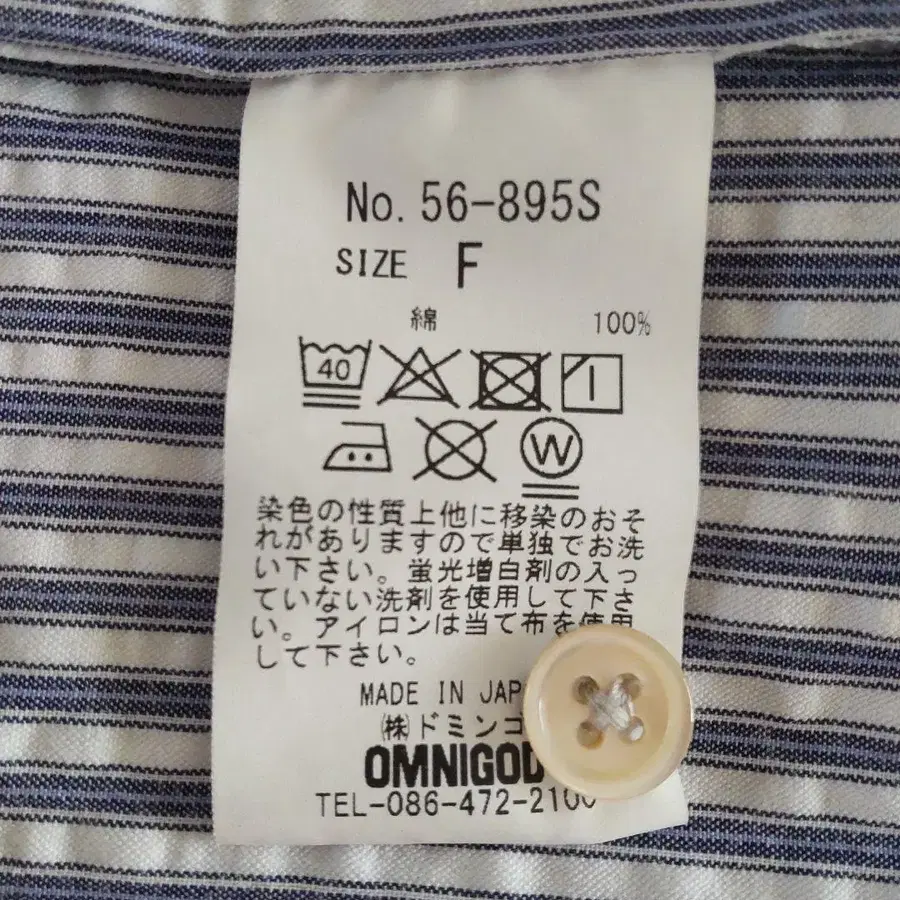 No. 56-895S
SIZE F
綿 100%
40
W
染色の性質上他に移染のおそ
れがありますので単独でお洗
い下さい。蛍光増白剤の入っ
ていない洗剤を使用して下さ
い。アイロンは当て布を使用
して下さい。
MADE IN JAP
㈱ドミンゴ
OMNIGOD
TEL-086-472-2100